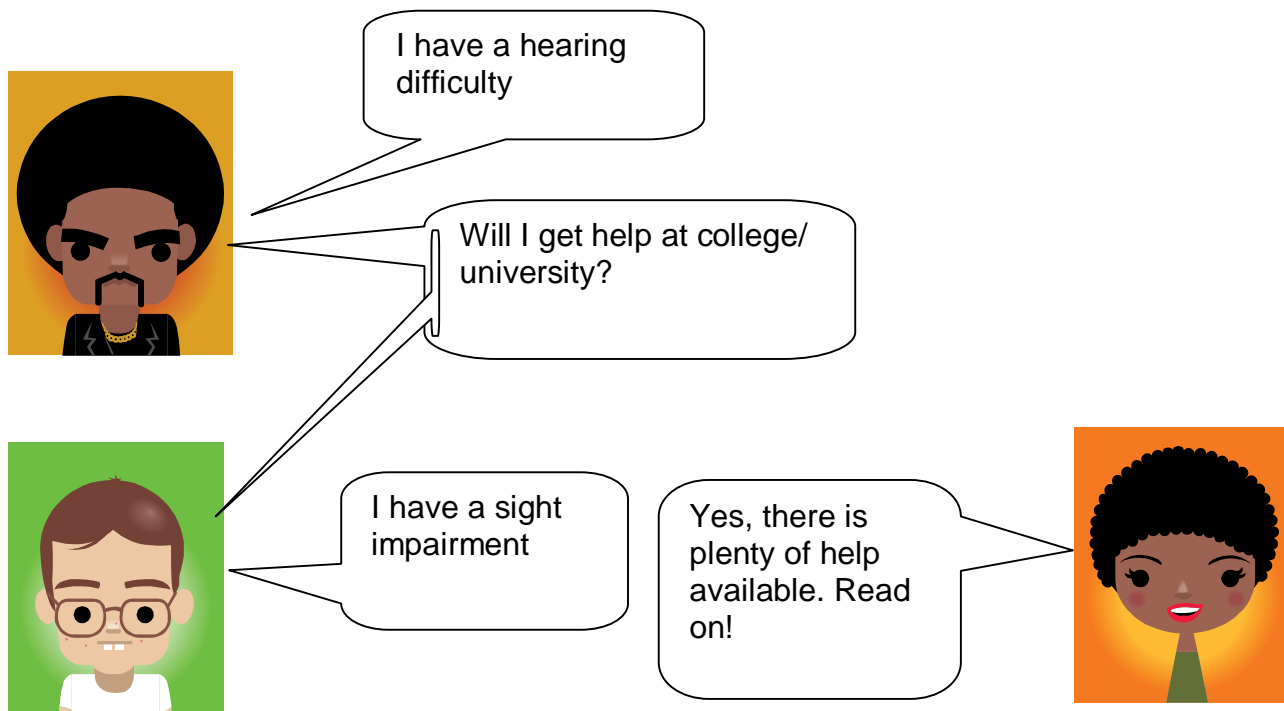 I have a hearing
difficulty
Will I get help at college/
university?
I have a sight
impairment
Yes, there is
plenty of help
available. Read
on!